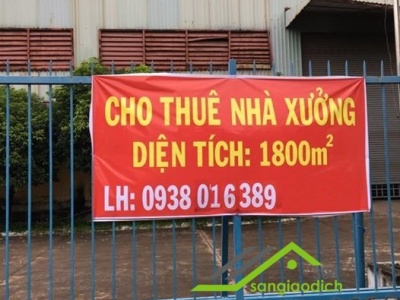 CHO THUÊ NHÀ XƯỞNG
DIỆN TÍCH: 1800m²
LH: 0938 016 389
sangiaodich